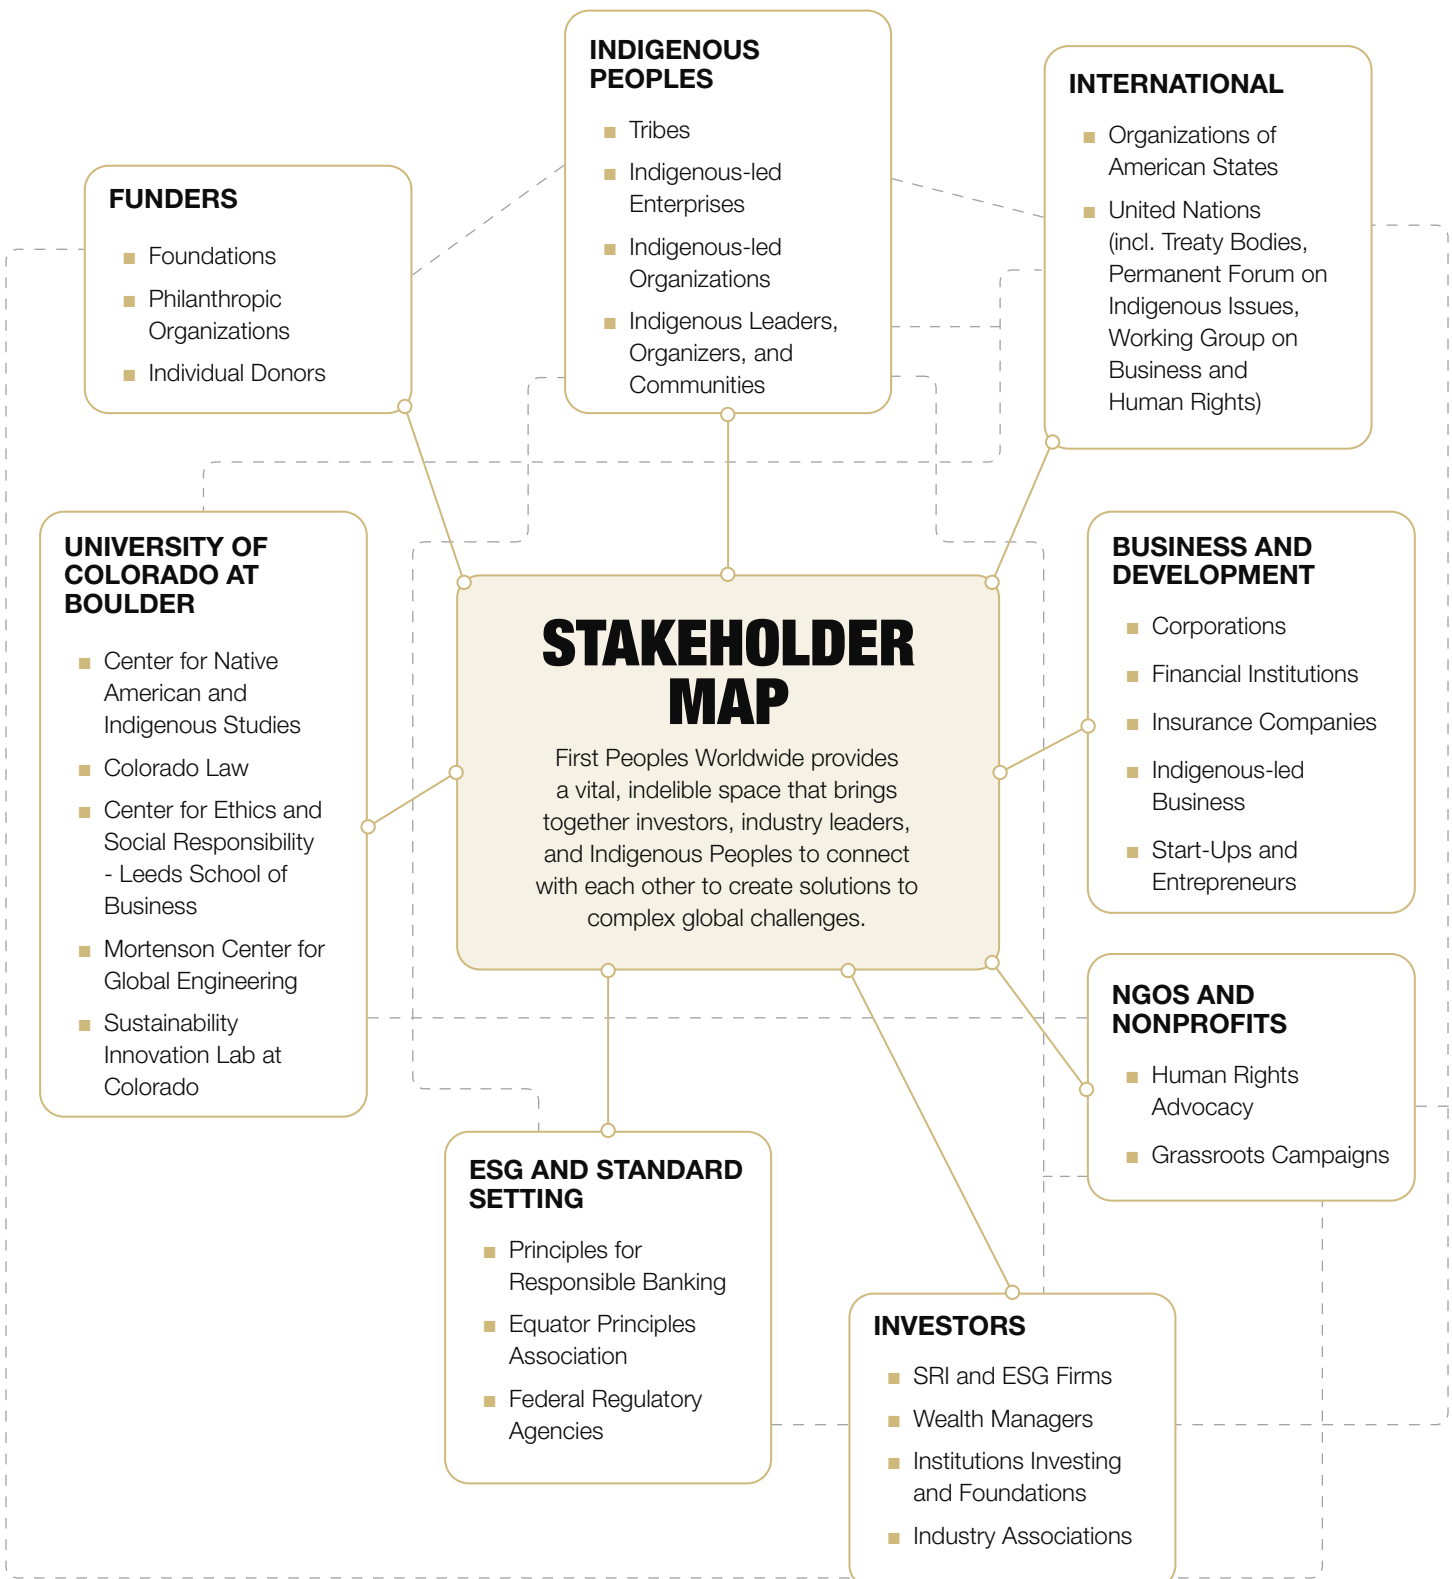 INDIGENOUS
PEOPLES
Tribes
Indigenous-led
Enterprises
Indigenous-led
Organizations
Indigenous Leaders,
Organizers, and
Communities
INTERNATIONAL
Organizations of
American States
United Nations
(incl. Treaty Bodies,
Permanent Forum on
Indigenous Issues,
Working Group on
Business and
Human Rights)
FUNDERS
Foundations
Philanthropic
Organizations
Individual Donors
UNIVERSITY OF
COLORADO AT
BOULDER
Center for Native
American and
Indigenous Studies
Colorado Law
Center for Ethics and
Social Responsibility
- Leeds School of
Business
Mortenson Center for
Global Engineering
Sustainability
Innovation Lab at
Colorado
STAKEHOLDER
MAP
First Peoples Worldwide provides
a vital, indelible space that brings
together investors, industry leaders,
and Indigenous Peoples to connect
with each other to create solutions to
complex global challenges.
BUSINESS AND
DEVELOPMENT
Corporations
Financial Institutions
Insurance Companies
Indigenous-led
Business
Start-Ups and
Entrepreneurs
NGOS AND
NONPROFITS
Human Rights
Advocacy
Grassroots Campaigns
ESG AND STANDARD
SETTING
Principles for
Responsible Banking
Equator Principles
Association
Federal Regulatory
Agencies
INVESTORS
SRI and ESG Firms
Wealth Managers
Institutions Investing
and Foundations
Industry Associations